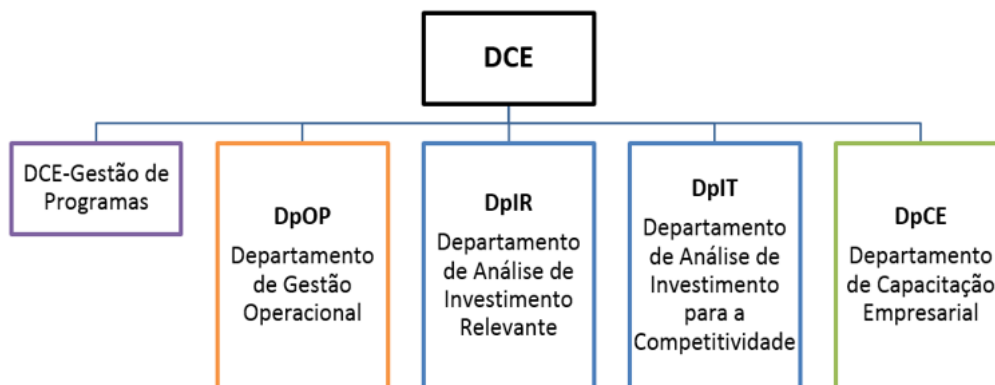 DCE
DCE-Gestão de
Programas
DpOP
Departamento
de Gestão
Operacional
DpIR
Departamento
de Análise de
Investimento
Relevante
DpIT
Departamento
de Análise de
Investimento
para a
Competitividade
DpCE
Departamento
de Capacitação
Empresarial